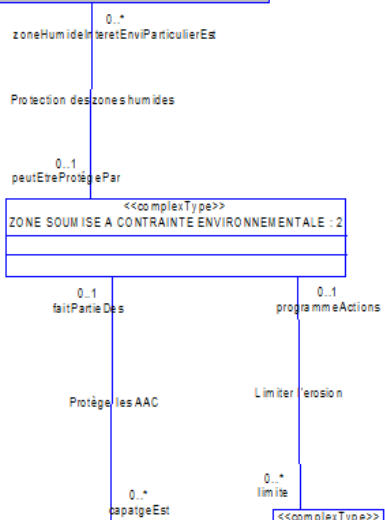 0..*
zoneHumideInteretEnviParticulierEst
Protection des zones humides
0..1
peutEtreProtégéPar
<<complexType>>
ZONE SOUMISE A CONTRAINTE ENVIRONNEMENTALE : 2
0..1
faitPartieDes
0..1
programmeActions
Limiter l'erosion
Protège les AAC
0..*
limite
0..*
capatgeEst
<<complexType>>